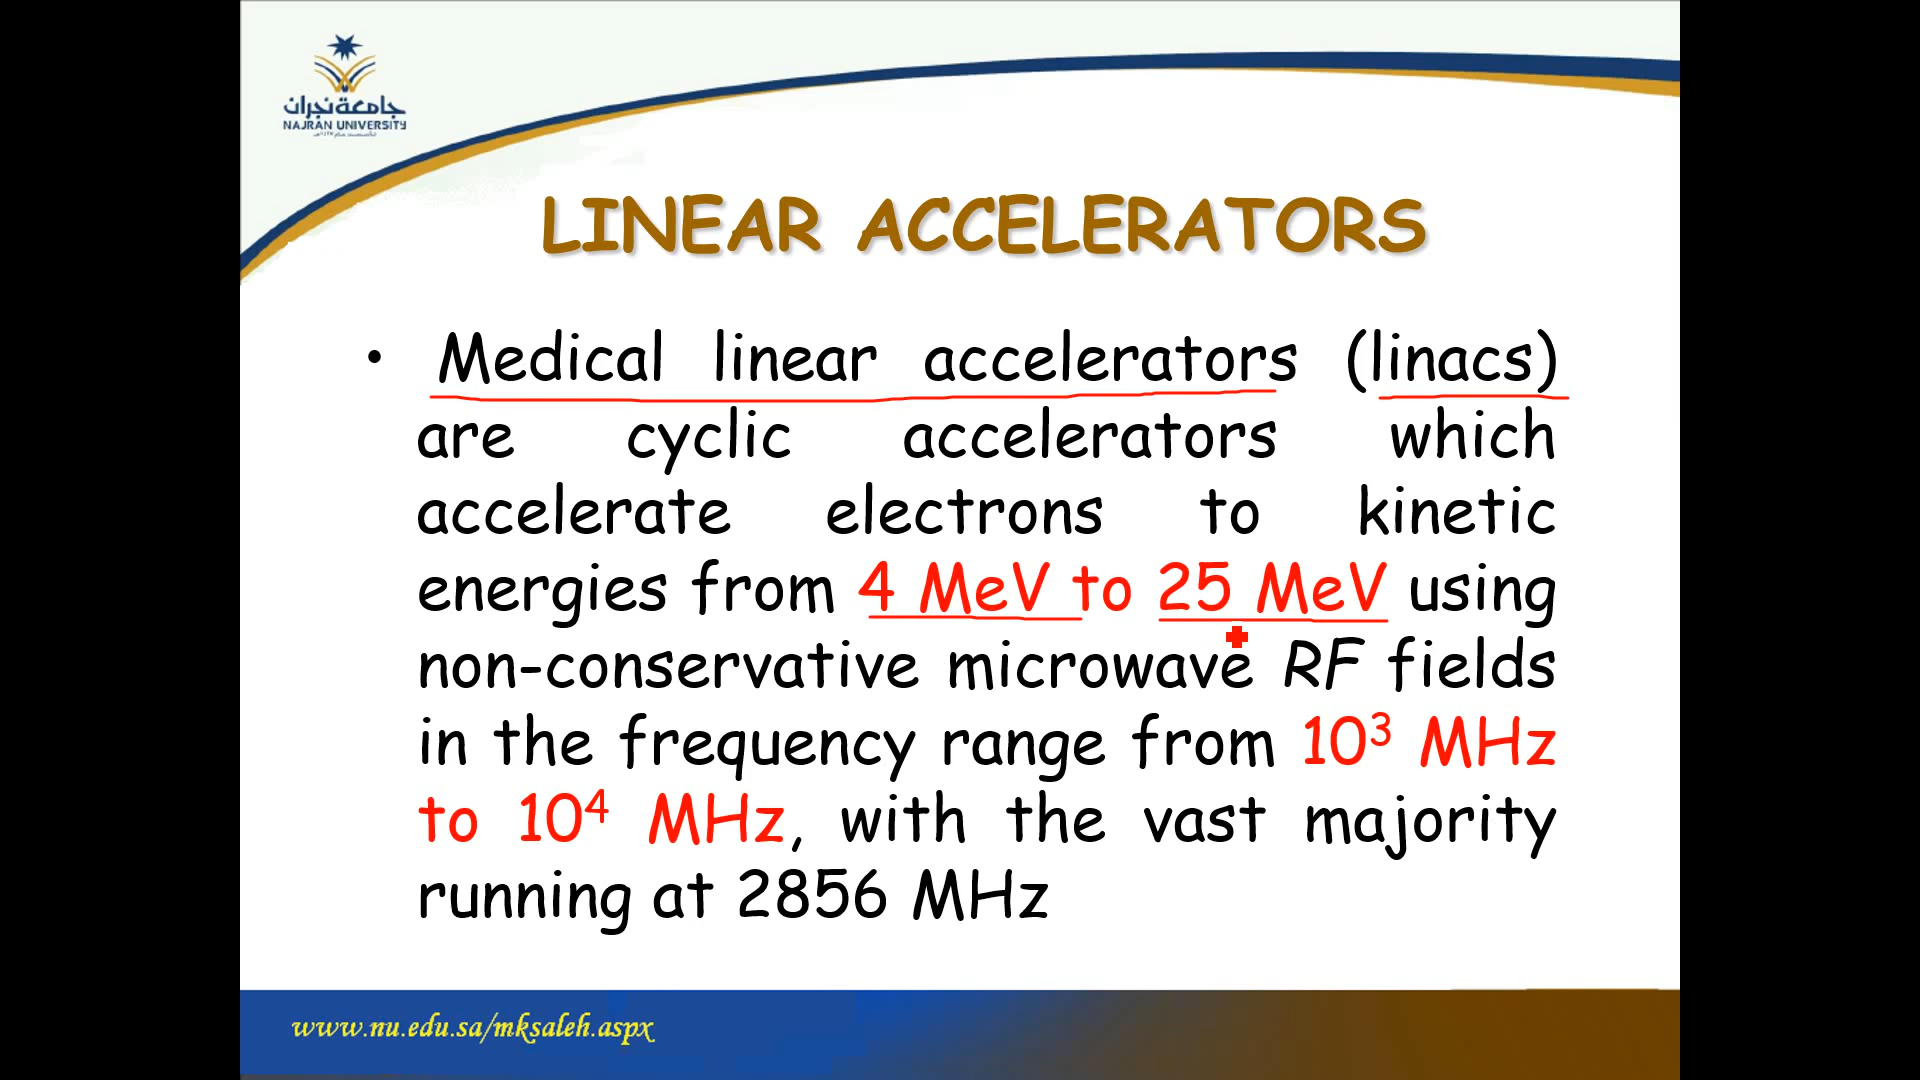 جامعة نجران
NAJRAN UNIVERSITY
LINEAR ACCELERATORS
• Medical linear accelerators (linacs)
are cyclic accelerators which
accelerate electrons to kinetic
energies from 4 MeV to 25 MeV using
non-conservative microwave RF fields
in the frequency range from 10³ MHz
to 10⁴ MHz, with the vast majority
running at 2856 MHz
www.nu.edu.sa/mksaleh.aspx